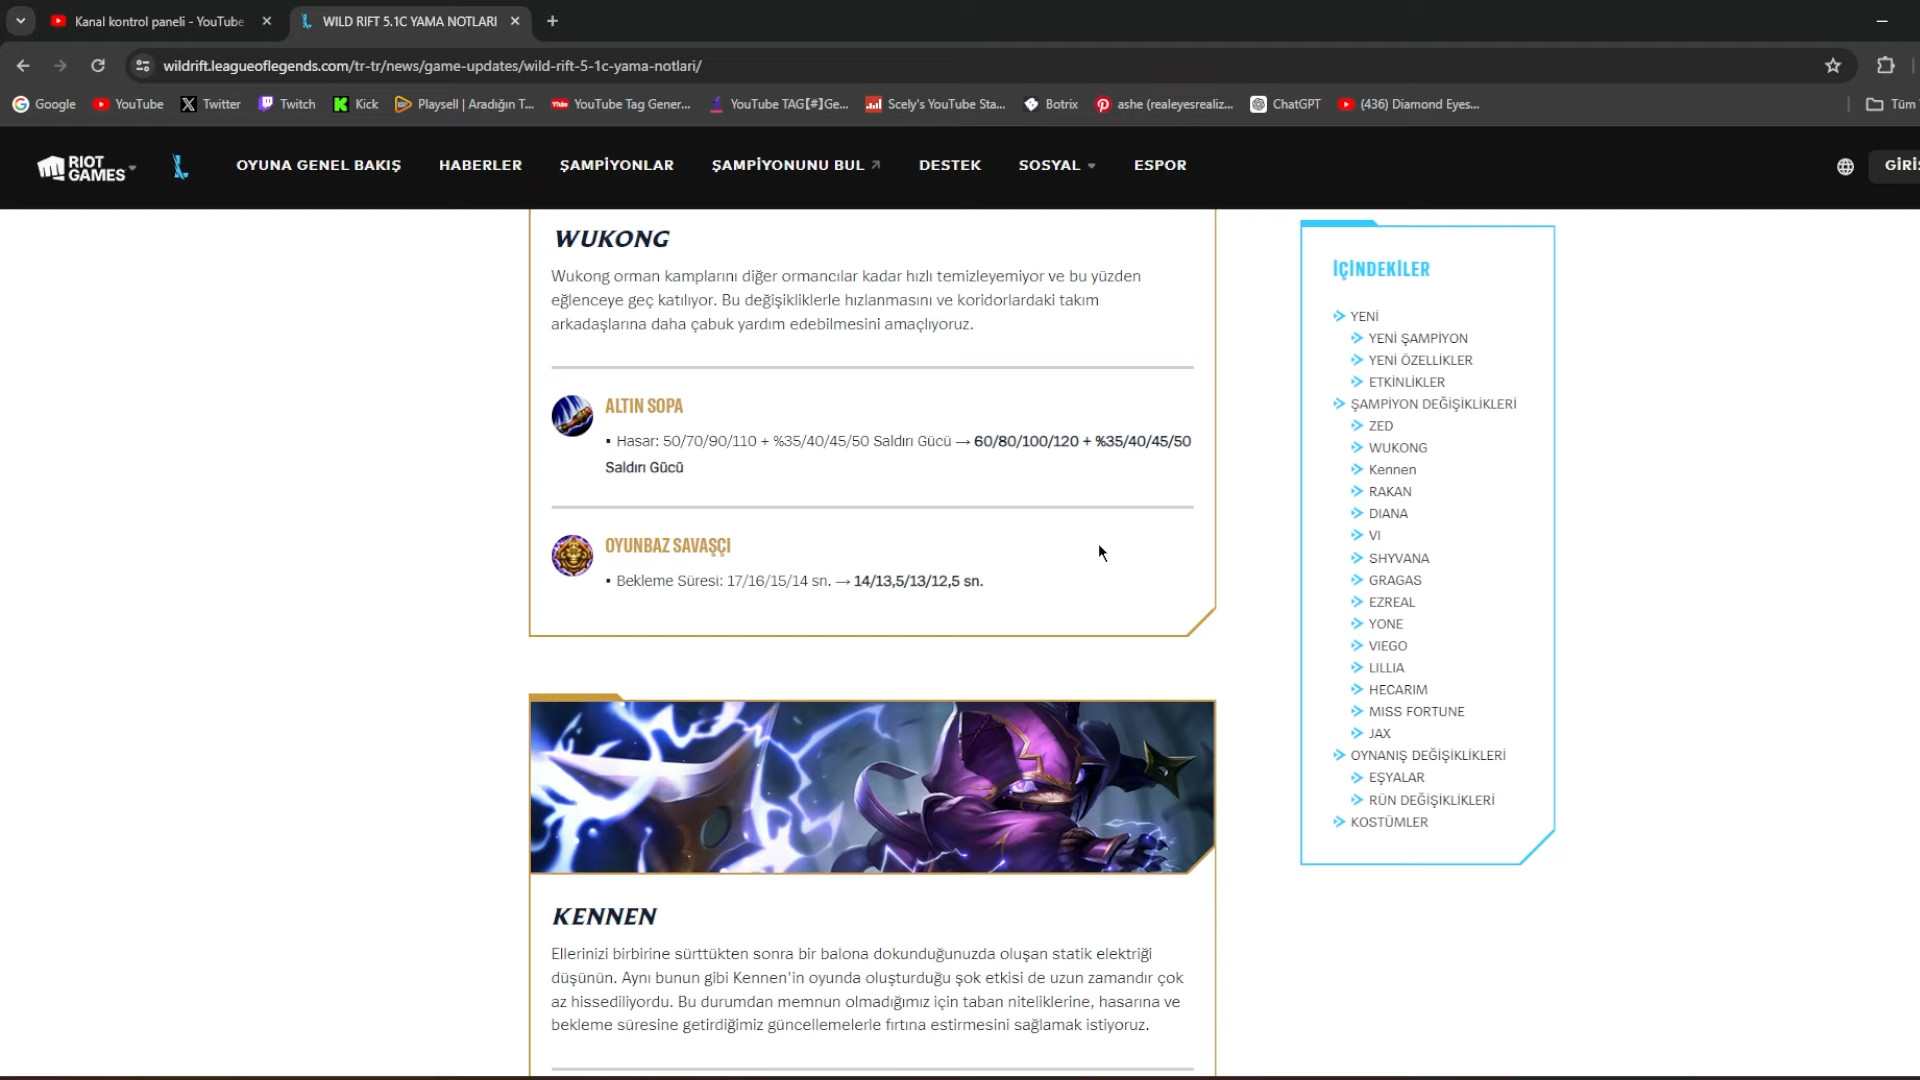 Kanal kontrol paneli - YouTube
WILD RIFT 5.1C YAMA NOTLARI
wildrift.leagueoflegends.com/tr-tr/news/game-updates/wild-rift-5-1c-yama-notlari/
Google YouTube Twitter Twitch Kick Playsell | Aradığın T... YouTube Tag Gener... YouTube TAG[#]Ge... Scely's YouTube Sta... Botrix ashe (realeyesrealiz... ChatGPT (436) Diamond Eyes... Tüm
RIOT GAMES OYUNA GENEL BAKIŞ HABERLER ŞAMPİYONLAR ŞAMPİYONUNU BUL DESTEK SOSYAL ESPOR GİRİŞ
WUKONG
Wukong orman kamplarını diğer ormancılar kadar hızlı temizleyemiyor ve bu yüzden
eğlenceye geç katılıyor. Bu değişikliklerle hızlanmasını ve koridorlardaki takım
arkadaşlarına daha çabuk yardım edebilmesini amaçlıyoruz.
ALTIN SOPA
▪ Hasar: 50/70/90/110 + %35/40/45/50 Saldırı Gücü → 60/80/100/120 + %35/40/45/50
Saldırı Gücü
OYUNBAZ SAVAŞÇI
▪ Bekleme Süresi: 17/16/15/14 sn. → 14/13,5/13/12,5 sn.
KENNEN
Ellerinizi birbirine sürttükten sonra bir balona dokunduğunuzda oluşan statik elektriği
düşünün. Aynı bunun gibi Kennen'in oyunda oluşturduğu şok etkisi de uzun zamandır çok
az hissediliyordu. Bu durumdan memnun olmadığımız için taban niteliklerine, hasarına ve
bekleme süresine getirdiğimiz güncellemelerle fırtına estirmesini sağlamak istiyoruz.
İÇİNDEKİLER
YENİ
YENİ ŞAMPİYON
YENİ ÖZELLİKLER
ETKİNLİKLER
ŞAMPİYON DEĞİŞİKLİKLERİ
ZED
WUKONG
Kennen
RAKAN
DIANA
VI
SHYVANA
GRAGAS
EZREAL
YONE
VIEGO
LILLIA
HECARIM
MISS FORTUNE
JAX
OYNANIŞ DEĞİŞİKLİKLERİ
EŞYALAR
RÜN DEĞİŞİKLİKLERİ
KOSTÜMLER